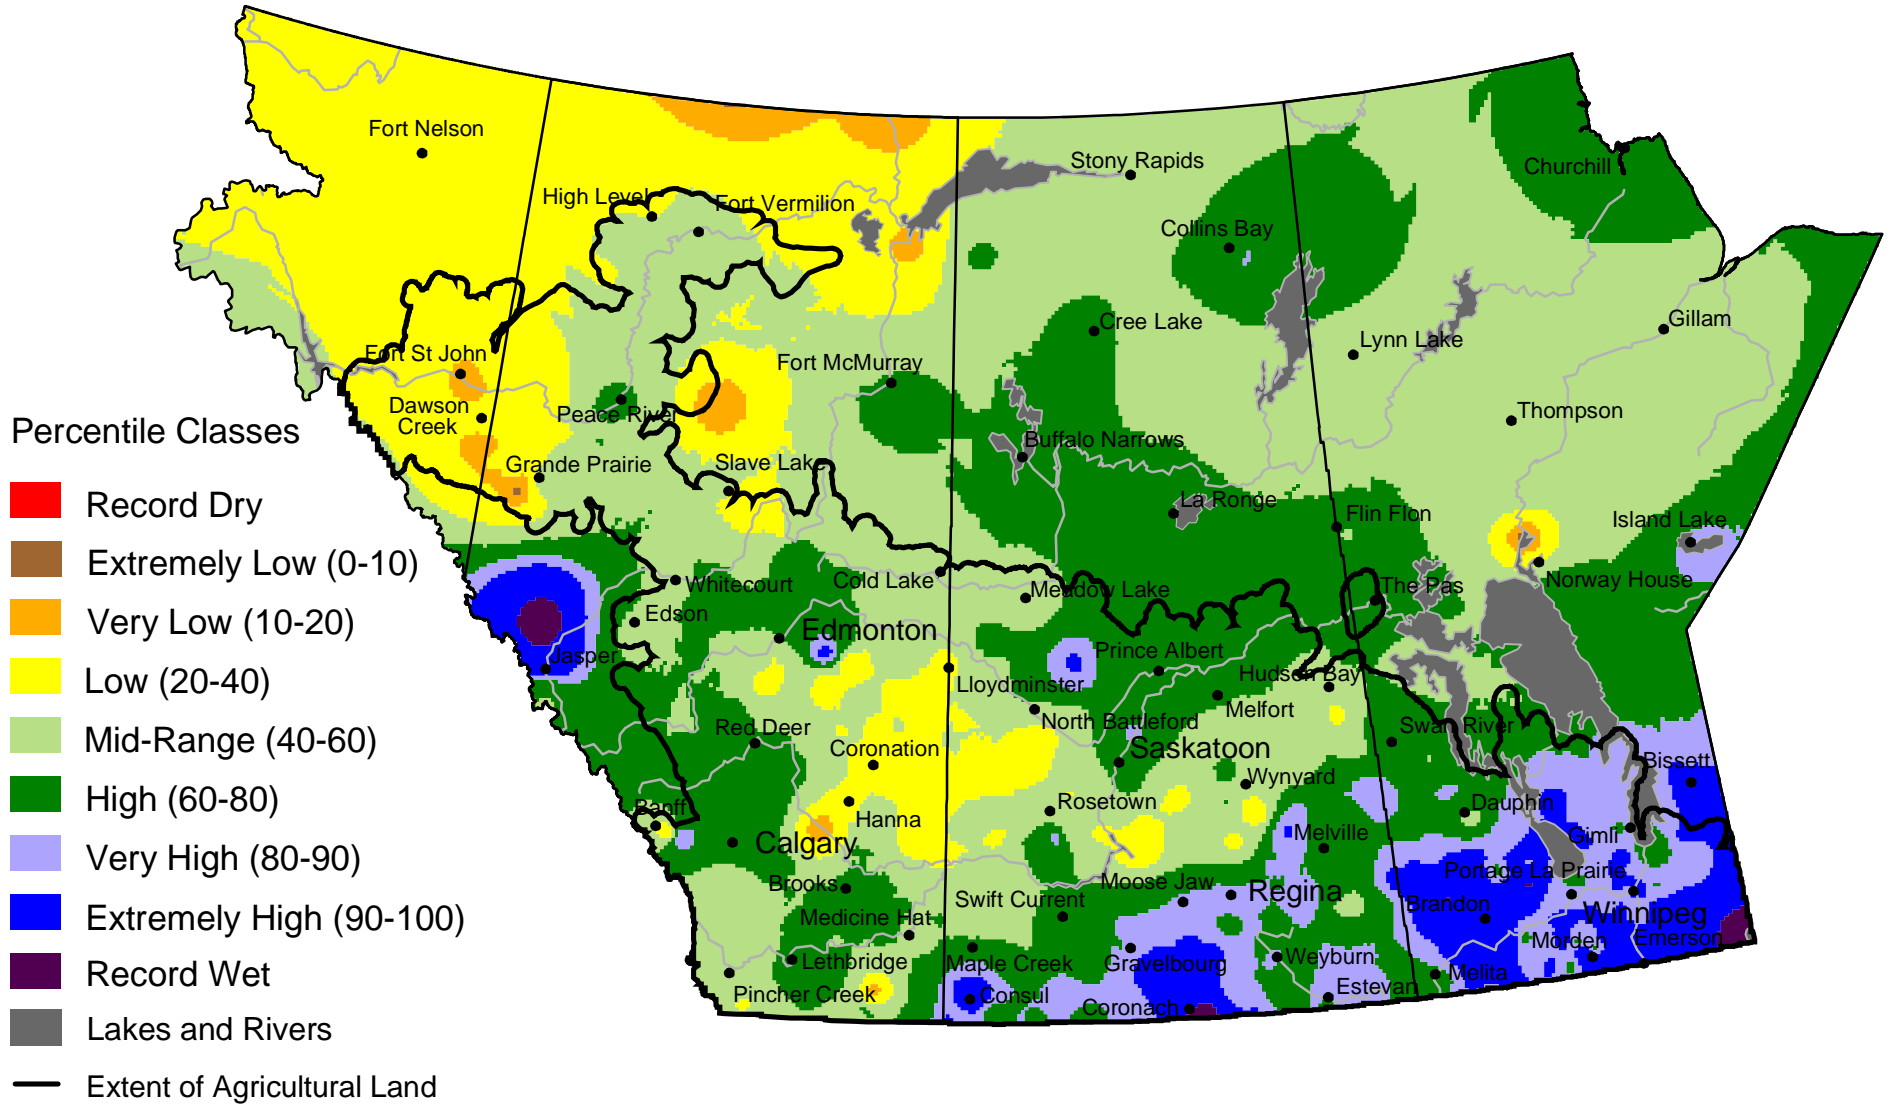 Fort Nelson
Churchill
Stony Rapids
High Level
Fort Vermilion
Collins Bay
Gillam
Cree Lake
Lynn Lake
Fort St John
Fort McMurray
Dawson
Creek
Peace River
Thompson
Percentile Classes
Buffalo Narrows
Grande Prairie
Slave Lake
Record Dry
La Ronge
Flin Flon
Island Lake
Extremely Low (0-10)
Whitecourt
Cold Lake
Meadow Lake
The Pas
Norway House
Very Low (10-20)
Edson
Edmonton
Jasper
Prince Albert
Hudson Bay
Low (20-40)
Lloydminster
Melfort
North Battleford
Mid-Range (40-60)
Red Deer
Coronation
Saskatoon
Swan River
Bissett
Wynyard
High (60-80)
Banff
Hanna
Rosetown
Dauphin
Calgary
Melville
Gimli
Very High (80-90)
Brooks
Moose Jaw
Regina
Portage La Prairie
Swift Current
Extremely High (90-100)
Medicine Hat
Brandon
Winnipeg
Morden
Emerson
Record Wet
Lethbridge
Maple Creek
Gravelbourg
Weyburn
Melita
Pincher Creek
Consul
Coronach
Estevan
Lakes and Rivers
Extent of Agricultural Land